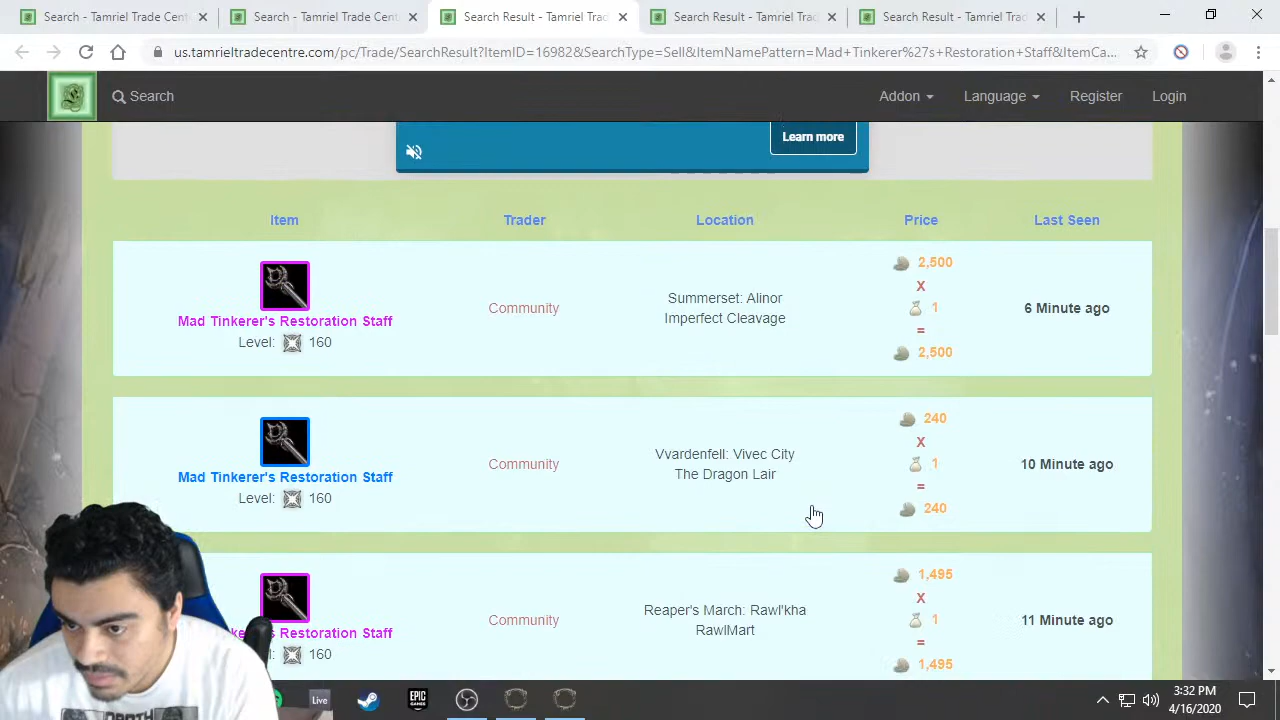 Search - Tamriel Trade Cent
Search - Tamriel Trade Cent
Search Result - Tamriel Trad
Search Result - Tamriel Trad
Search Result - Tamriel Trad
us.tamrieltradecentre.com/pc/Trade/SearchResult?ItemID=16982&SearchType=Sell&ItemNamePattern=Mad+Tinkerer%27s+Restoration+Staff&ItemCa...
Search
Addon
Language
Register
Login
Learn more
Item
Trader
Location
Price
Last Seen
Mad Tinkerer's Restoration Staff
Level: 160
Community
Summerset: Alinor
Imperfect Cleavage
2,500
X
1
=
2,500
6 Minute ago
Mad Tinkerer's Restoration Staff
Level: 160
Community
Vvardenfell: Vivec City
The Dragon Lair
240
X
1
=
240
10 Minute ago
Restoration Staff
160
Community
Reaper's March: Rawl'kha
RawlMart
1,495
X
1
=
1,495
11 Minute ago
Live
EPIC
GAMES
3:32 PM
4/16/2020
DEATH